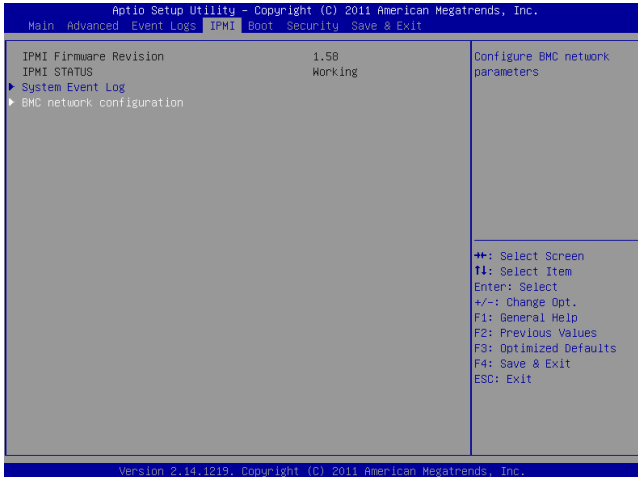 Aptio Setup Utility – Copyright (C) 2011 American Megatrends, Inc.
Main Advanced Event Logs IPMI Boot Security Save & Exit
IPMI Firmware Revision 1.58
IPMI STATUS Working
System Event Log
BMC network configuration
Configure BMC network
parameters
→←: Select Screen
↑↓: Select Item
Enter: Select
+/-: Change Opt.
F1: General Help
F2: Previous Values
F3: Optimized Defaults
F4: Save & Exit
ESC: Exit
Version 2.14.1219. Copyright (C) 2011 American Megatrends, Inc.